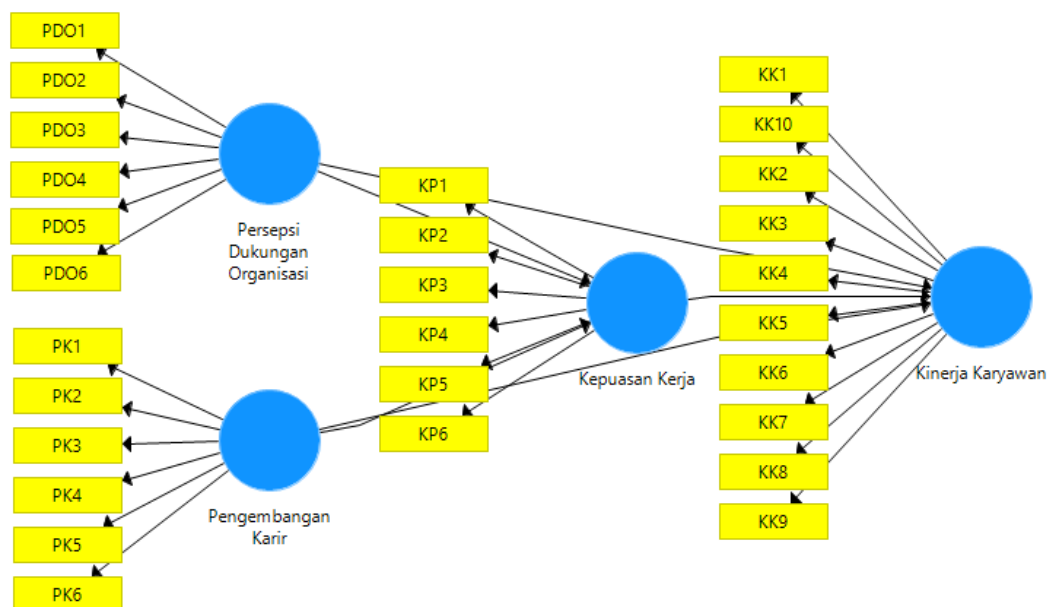 PDO1
PDO2
PDO3
PDO4
PDO5
PDO6
Persepsi
Dukungan
Organisasi
PK1
PK2
PK3
PK4
PK5
PK6
Pengembangan
Karir
KP1
KP2
KP3
KP4
KP5
KP6
Kepuasan Kerja
KK1
KK10
KK2
KK3
KK4
KK5
KK6
KK7
KK8
KK9
Kinerja Karyawan